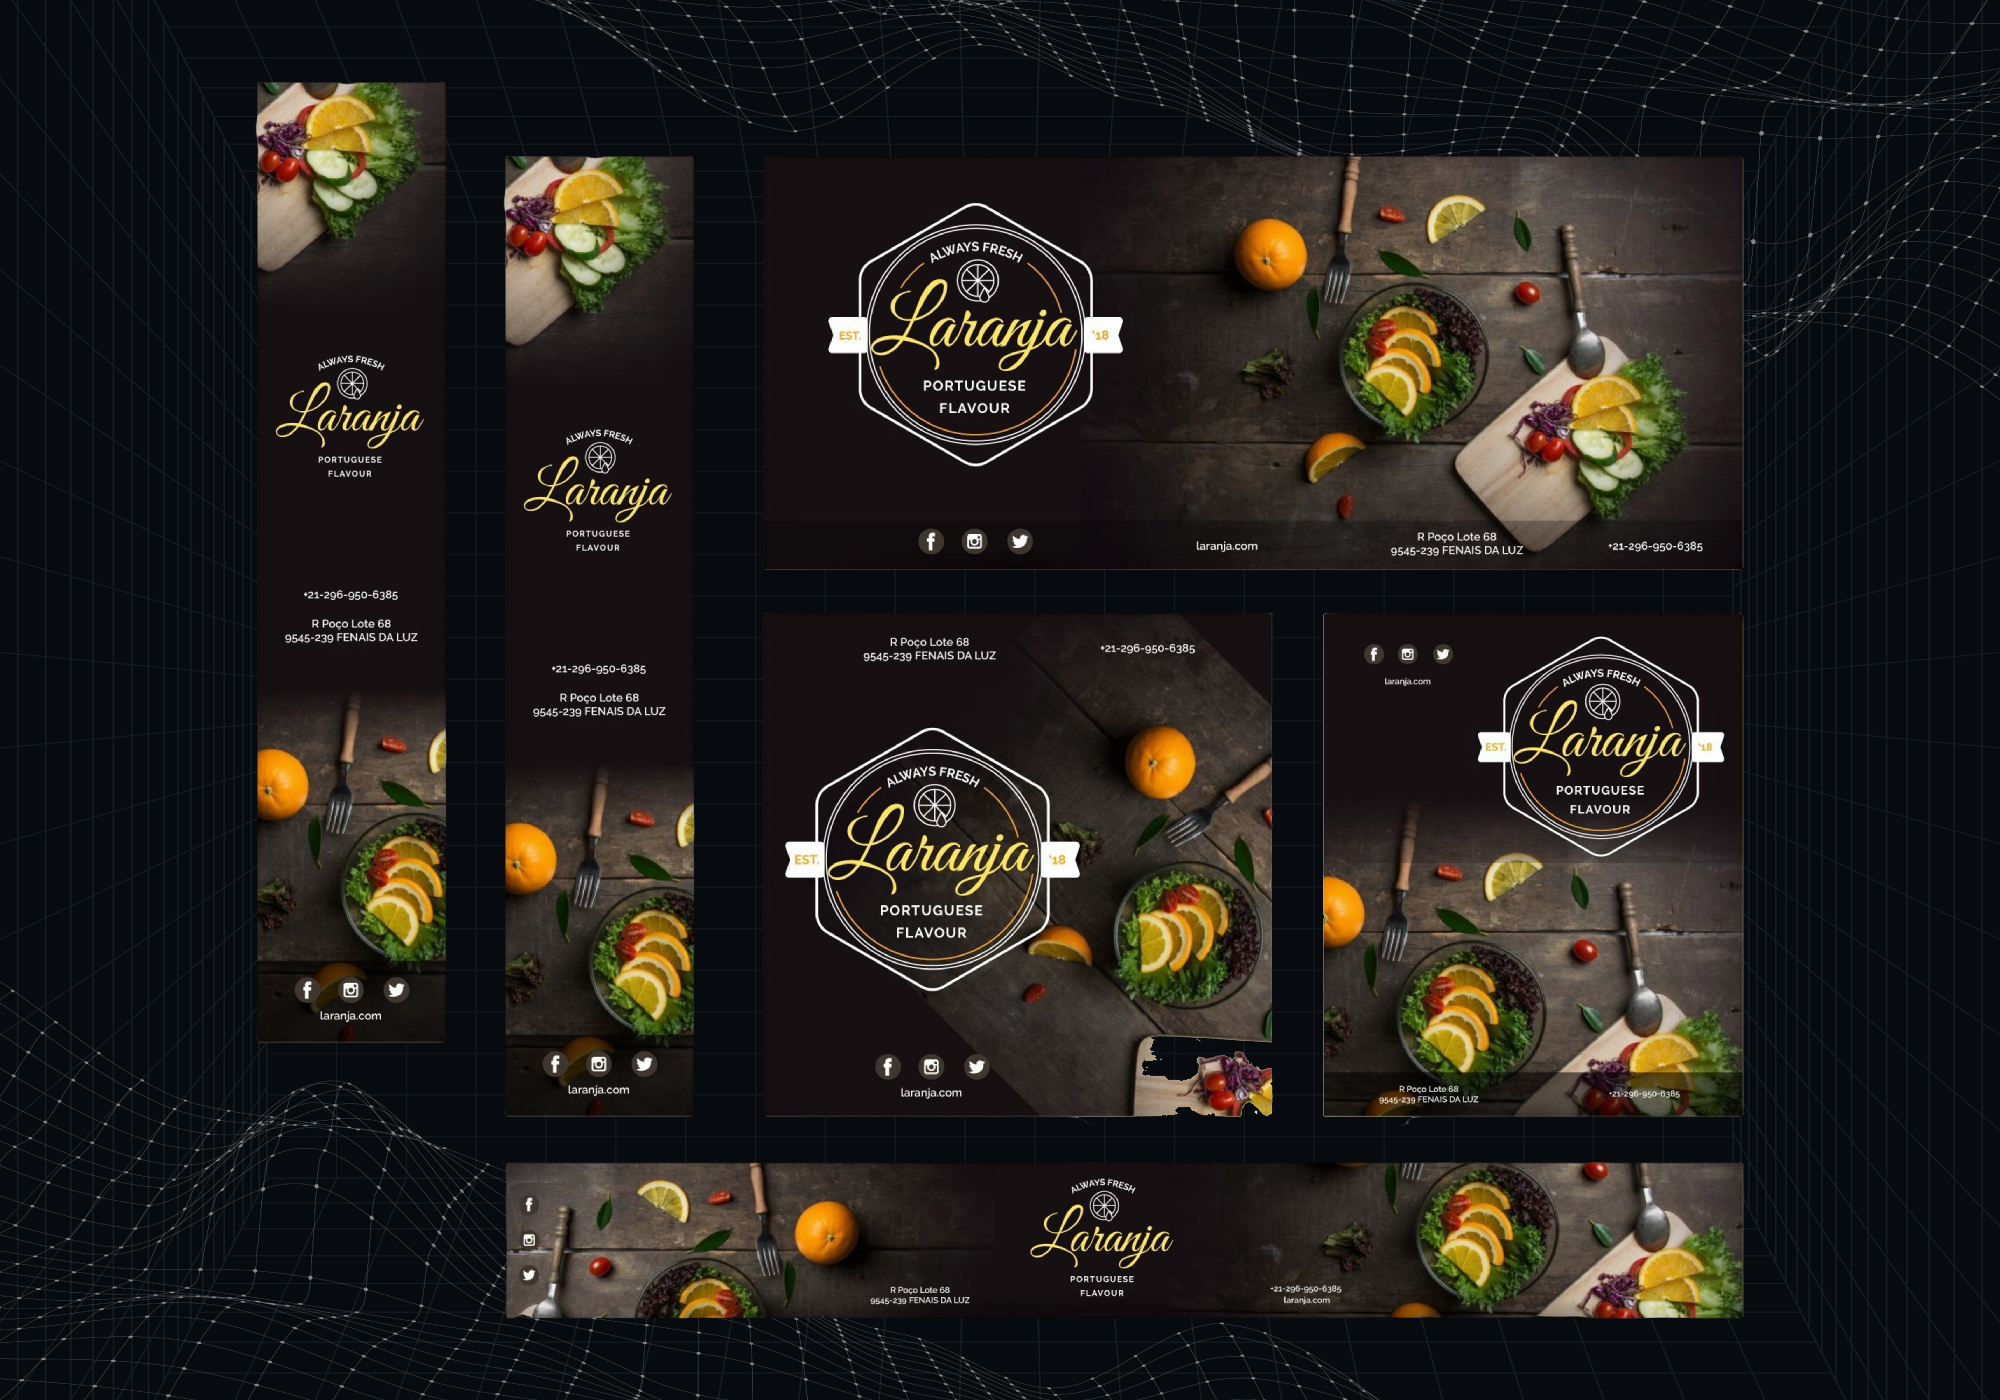 ALWAYS FRESH
Laranja
PORTUGUESE
FLAVOUR
+21-296-950-6385
R Poço Lote 68
9545-239 FENAIS DA LUZ
laranja.com
ALWAYS FRESH
Laranja
PORTUGUESE
FLAVOUR
+21-296-950-6385
R Poço Lote 68
9545-239 FENAIS DA LUZ
laranja.com
ALWAYS FRESH
EST. Laranja '18
PORTUGUESE
FLAVOUR
laranja.com
R Poço Lote 68
9545-239 FENAIS DA LUZ
+21-296-950-6385
R Poço Lote 68
9545-239 FENAIS DA LUZ
+21-296-950-6385
ALWAYS FRESH
EST. Laranja '18
PORTUGUESE
FLAVOUR
laranja.com
laranja.com
ALWAYS FRESH
EST. Laranja '18
PORTUGUESE
FLAVOUR
R Poço Lote 68
9545-239 FENAIS DA LUZ
+21-296-950-6385
R Poço Lote 68
9545-239 FENAIS DA LUZ
ALWAYS FRESH
Laranja
PORTUGUESE
FLAVOUR
+21-296-950-6385
laranja.com